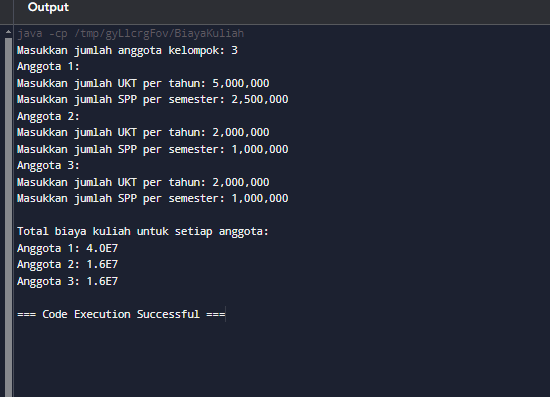 Output
java -cp /tmp/gyLlcrgFov/BiayaKuliah
Masukkan jumlah anggota kelompok: 3
Anggota 1:
Masukkan jumlah UKT per tahun: 5,000,000
Masukkan jumlah SPP per semester: 2,500,000
Anggota 2:
Masukkan jumlah UKT per tahun: 2,000,000
Masukkan jumlah SPP per semester: 1,000,000
Anggota 3:
Masukkan jumlah UKT per tahun: 2,000,000
Masukkan jumlah SPP per semester: 1,000,000
Total biaya kuliah untuk setiap anggota:
Anggota 1: 4.0E7
Anggota 2: 1.6E7
Anggota 3: 1.6E7
=== Code Execution Successful ===